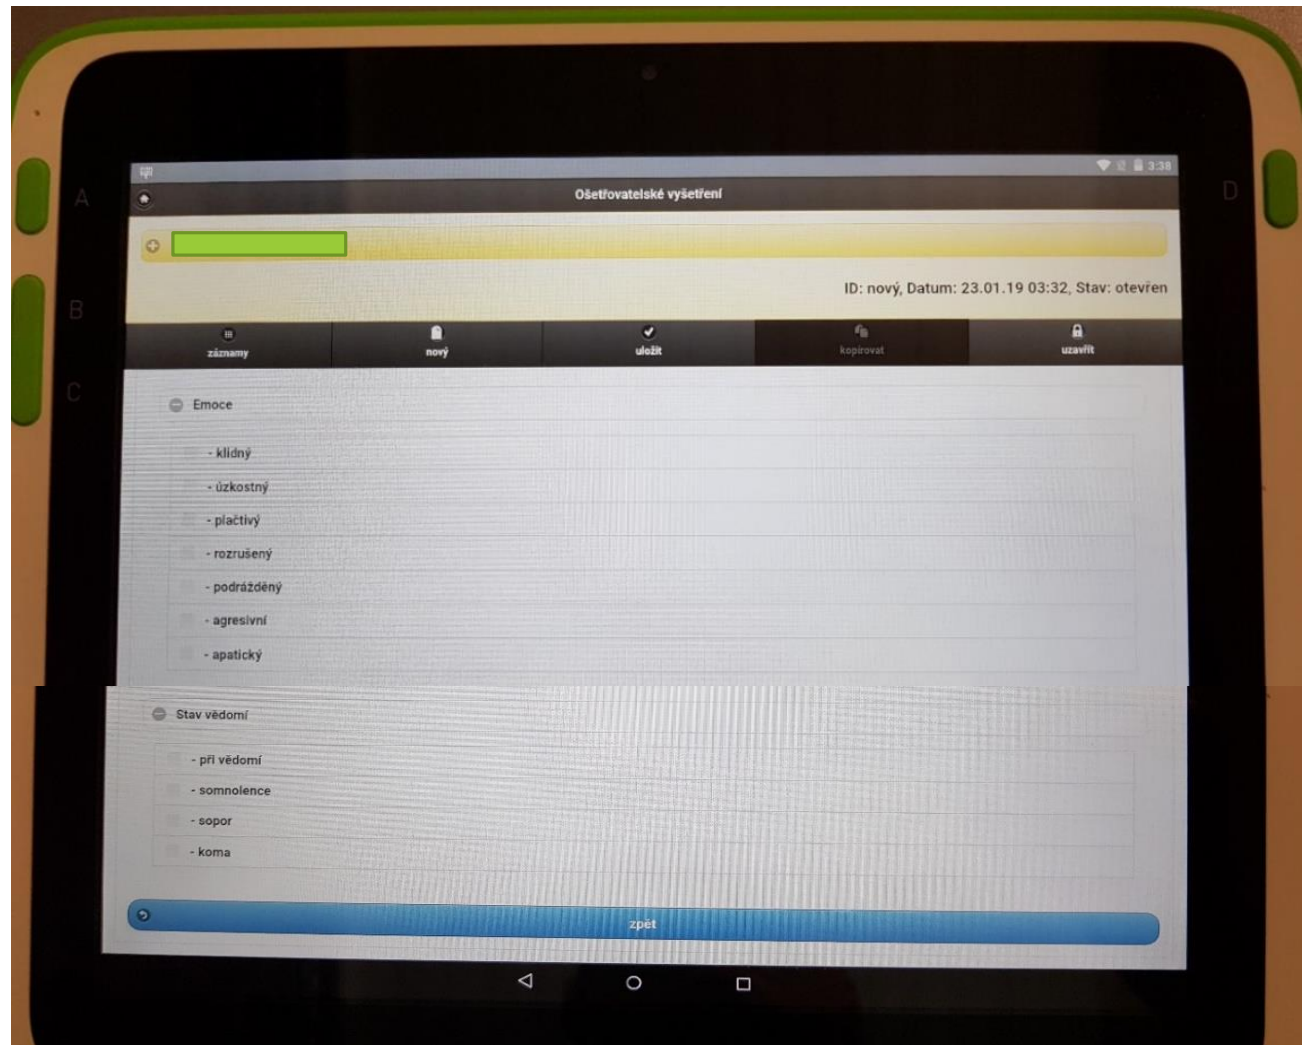 3:38
Ošetřovatelské vyšetření
ID: nový, Datum: 23.01.19 03:32, Stav: otevřen
záznamy nový uložit kopírovat uzavřít
Emoce
- klidný
- úzkostný
- plačtivý
- rozrušený
- podrážděný
- agresivní
- apatický
Stav vědomí
- při vědomí
- somnolence
- sopor
- koma
zpět
A
B
C
D